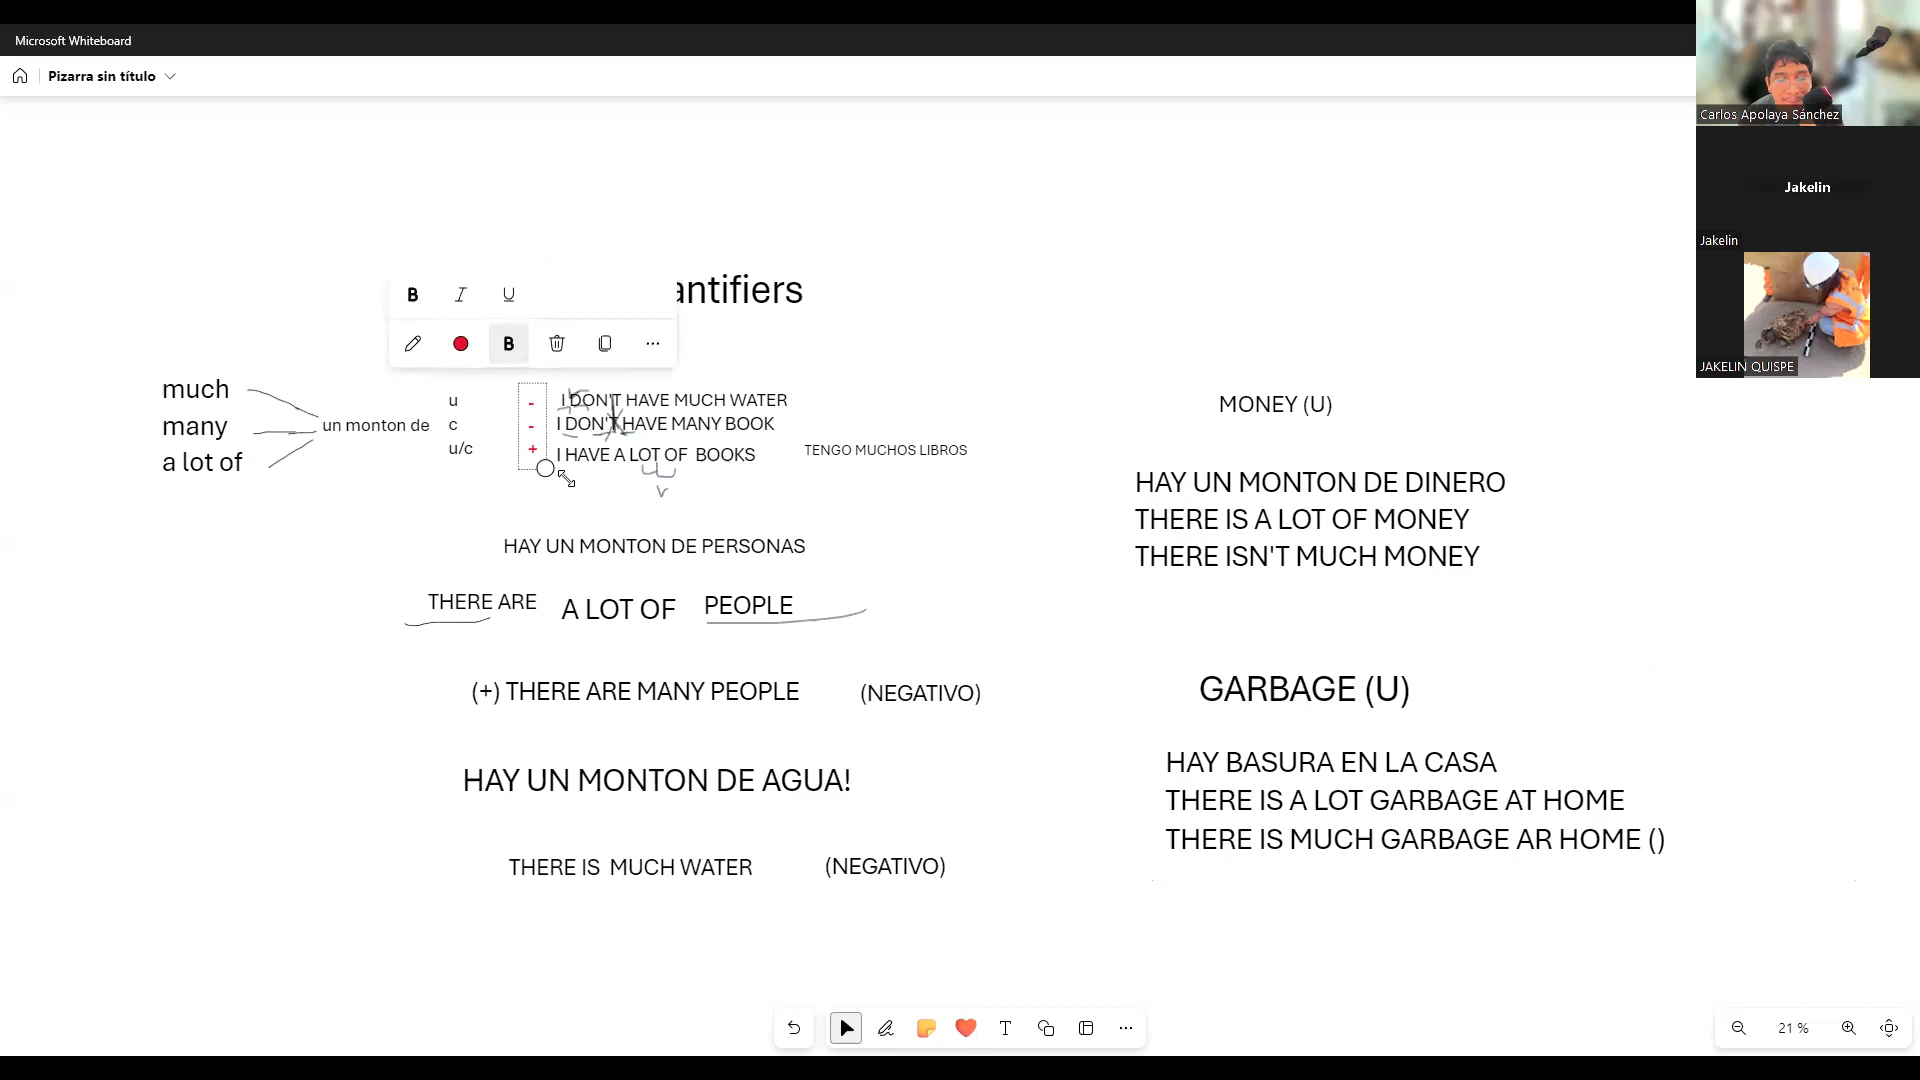 Microsoft Whiteboard
Pizarra sin título
Carlos Apolaya Sánchez
Jakelin
Jakelin
JAKELIN QUISPE
antifiers
B I U
B
much
many
a lot of
un monton de
u
c
u/c
-
-
+
I DON'T HAVE MUCH WATER
I DON'T HAVE MANY BOOK
I HAVE A LOT OF BOOKS
TENGO MUCHOS LIBROS
HAY UN MONTON DE PERSONAS
THERE ARE A LOT OF PEOPLE
(+) THERE ARE MANY PEOPLE (NEGATIVO)
HAY UN MONTON DE AGUA!
THERE IS MUCH WATER (NEGATIVO)
MONEY (U)
HAY UN MONTON DE DINERO
THERE IS A LOT OF MONEY
THERE ISN'T MUCH MONEY
GARBAGE (U)
HAY BASURA EN LA CASA
THERE IS A LOT GARBAGE AT HOME
THERE IS MUCH GARBAGE AR HOME ()
T
21 %